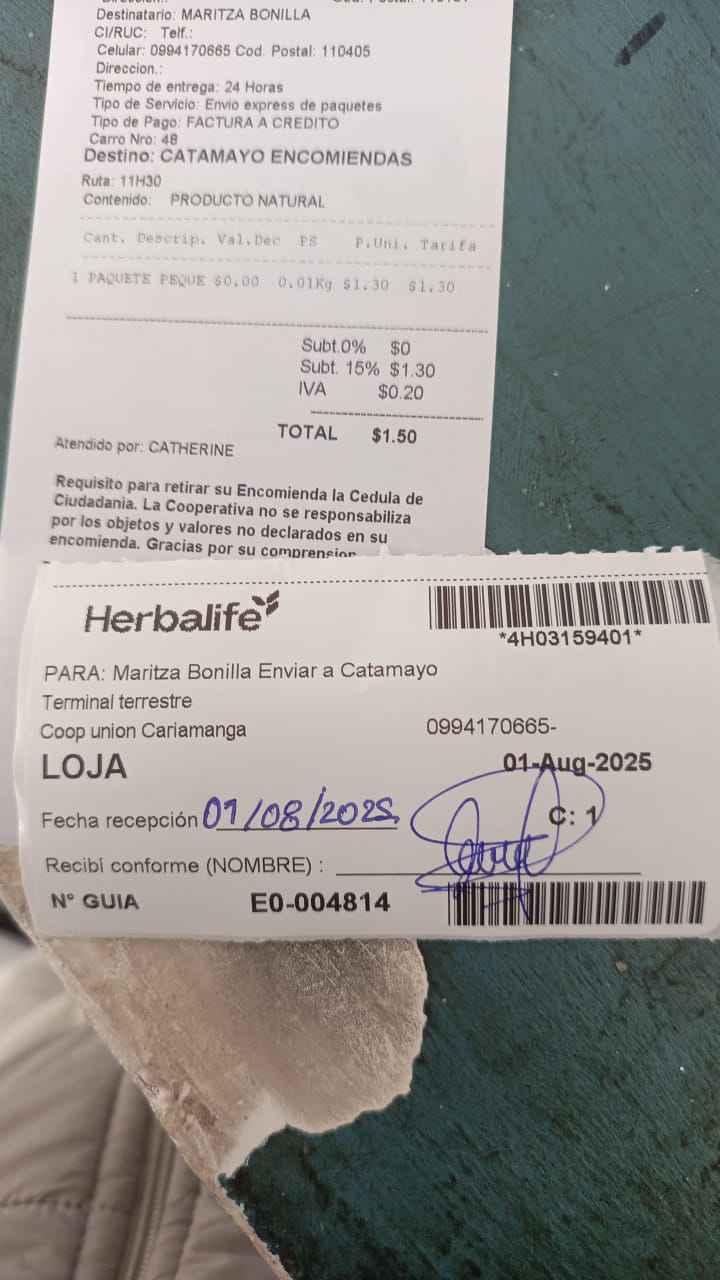 Destinatario: MARITZA BONILLA
CI/RUC: Telf.:
Celular: 0994170665 Cod. Postal: 110405
Direccion.:
Tiempo de entrega: 24 Horas
Tipo de Servicio: Envio express de paquetes
Tipo de Pago: FACTURA A CREDITO
Carro Nro: 48
Destino: CATAMAYO ENCOMIENDAS
Ruta: 11H30
Contenido: PRODUCTO NATURAL
Cant. Descrip. Val.Dec PS P.Uni. Tarifa
1 PAQUETE PEQUE $0.00 0.01Kg $1.30 $1.30
Subt.0% $0
Subt. 15% $1.30
IVA $0.20
TOTAL $1.50
Atendido por: CATHERINE
Requisito para retirar su Encomienda la Cedula de
Ciudadania. La Cooperativa no se responsabiliza
por los objetos y valores no declarados en su
encomienda. Gracias por su comprension
Herbalife
*4H03159401*
PARA: Maritza Bonilla Enviar a Catamayo
Terminal terrestre
Coop union Cariamanga 0994170665-
LOJA 01-Aug-2025
Fecha recepción 01/08/2025 C: 1
Recibí conforme (NOMBRE) :
N° GUIA E0-004814